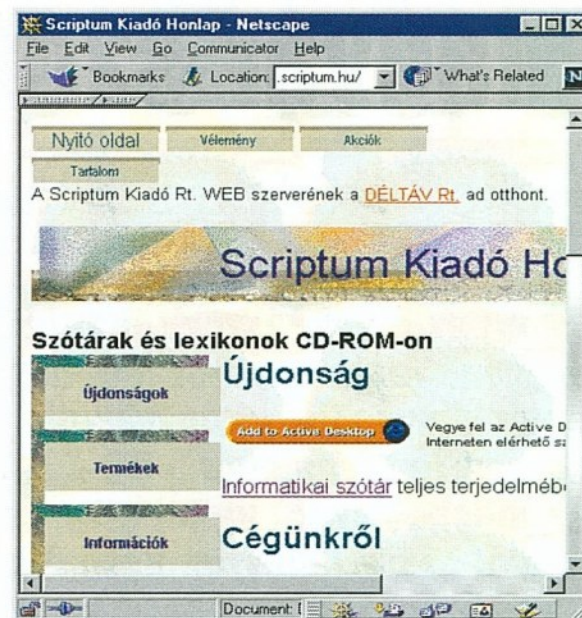 Scriptum Kiadó Honlap - Netscape
File Edit View Go Communicator Help
Bookmarks Location: .scriptum.hu/ What's Related N
Nyitó oldal Vélemény Akciók
Tartalom
A Scriptum Kiadó Rt. WEB szerverének a DÉLTÁV Rt. ad otthont.
Scriptum Kiadó Ho
Szótárak és lexikonok CD-ROM-on
Újdonságok
Újdonság
Add to Active Desktop
Vegye fel az Active D
Interneten elérhető sz
Termékek
Informatikai szótár teljes terjedelmébe
Információk
Cégünkről
Document: